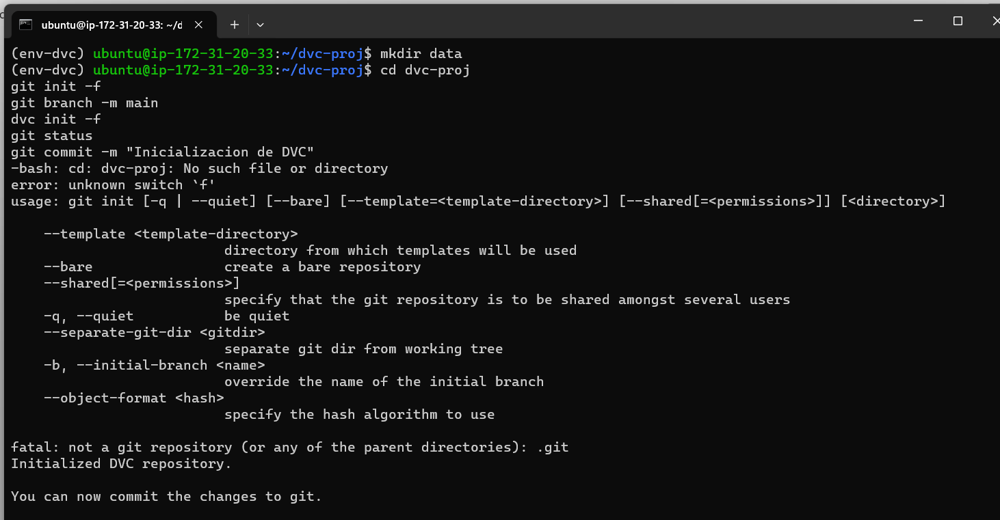 ubuntu@ip-172-31-20-33: ~/d
(env-dvc) ubuntu@ip-172-31-20-33:~/dvc-proj$ mkdir data
(env-dvc) ubuntu@ip-172-31-20-33:~/dvc-proj$ cd dvc-proj
git init -f
git branch -m main
dvc init -f
git status
git commit -m "Inicializacion de DVC"
-bash: cd: dvc-proj: No such file or directory
error: unknown switch `f'
usage: git init [-q | --quiet] [--bare] [--template=<template-directory>] [--shared[=<permissions>]] [<directory>]
    --template <template-directory>
                          directory from which templates will be used
    --bare                create a bare repository
    --shared[=<permissions>]
                          specify that the git repository is to be shared amongst several users
    -q, --quiet           be quiet
    --separate-git-dir <gitdir>
                          separate git dir from working tree
    -b, --initial-branch <name>
                          override the name of the initial branch
    --object-format <hash>
                          specify the hash algorithm to use
fatal: not a git repository (or any of the parent directories): .git
Initialized DVC repository.
You can now commit the changes to git.